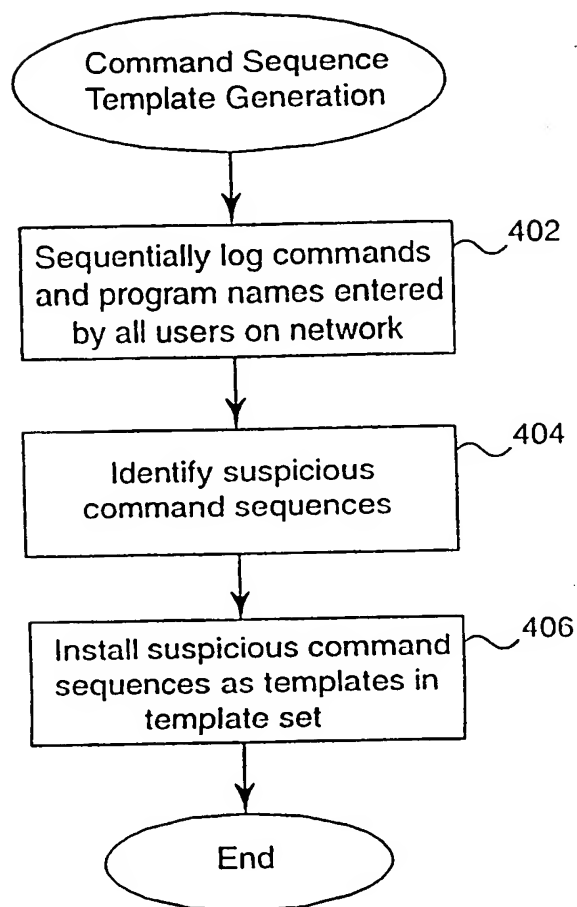 Command Sequence
Template Generation
402
Sequentially log commands
and program names entered
by all users on network
404
Identify suspicious
command sequences
406
Install suspicious command
sequences as templates in
template set
End